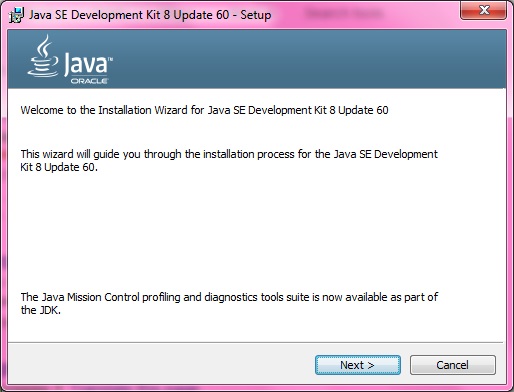 Java SE Development Kit 8 Update 60 - Setup
Java™
ORACLE
Welcome to the Installation Wizard for Java SE Development Kit 8 Update 60
This wizard will guide you through the installation process for the Java SE Development
Kit 8 Update 60.
The Java Mission Control profiling and diagnostics tools suite is now available as part of
the JDK.
Next >
Cancel